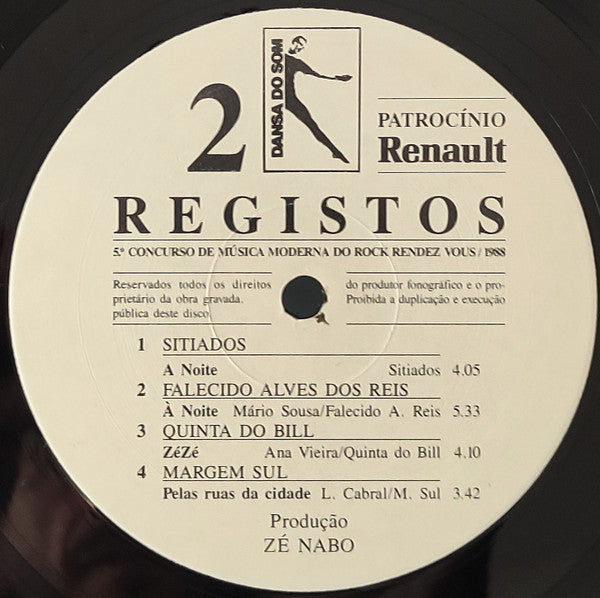 2
DANSA DO SOM
PATROCÍNIO
Renault
REGISTOS
5.º CONCURSO DE MÚSICA MODERNA DO ROCK RENDEZ VOUS / 1988
Reservados todos os direitos do produtor fonográfico e o pro-
prietário da obra gravada. Proibida a duplicação e execução
pública deste disco
1 SITIADOS
A Noite Sitiados 4.05
2 FALECIDO ALVES DOS REIS
À Noite Mário Sousa/Falecido A. Reis 5.33
3 QUINTA DO BILL
ZéZé Ana Vieira/Quinta do Bill 4.10
4 MARGEM SUL
Pelas ruas da cidade L. Cabral/M. Sul 3.42
Produção
ZÉ NABO